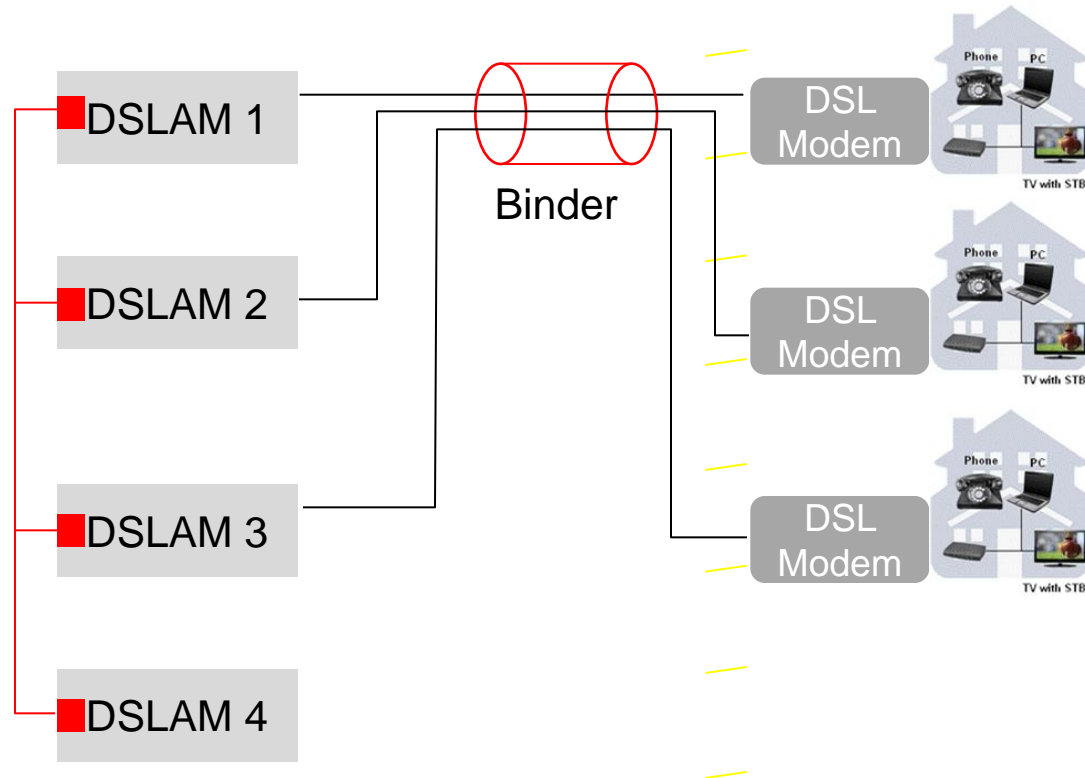 DSLAM 1
Binder
DSL
Modem
Phone PC
TV with STB
DSLAM 2
DSL
Modem
Phone PC
TV with STB
DSLAM 3
DSL
Modem
Phone PC
TV with STB
DSLAM 4